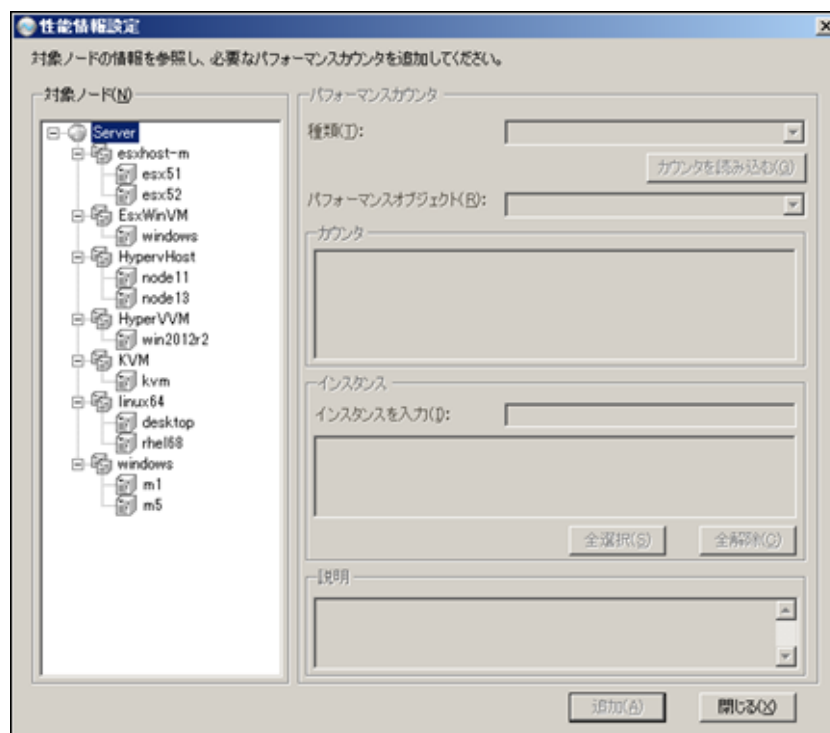 性能情報設定
対象ノードの情報を参照し、必要なパフォーマンスカウンタを追加してください。
対象ノード(N)
Server
esxhost-m
esx51
esx52
EsxWinVM
windows
HypervHost
node11
node13
HyperVVM
win2012r2
KVM
kvm
linux64
desktop
rhel68
windows
m1
m5
パフォーマンスカウンタ
種類(T):
カウンタを読み込む(G)
パフォーマンスオブジェクト(R):
カウンタ
インスタンス
インスタンスを入力(I):
全選択(S)
全解除(C)
説明
追加(A)
閉じる(X)